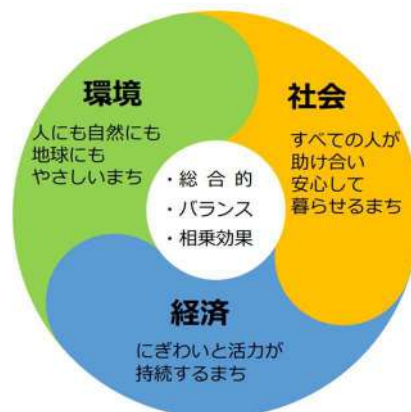 環境
人にも自然にも
地球にも
やさしいまち
社会
すべての人が
助け合い
安心して
暮らせるまち
・総合的
・バランス
・相乗効果
経済
にぎわいと活力が
持続するまち